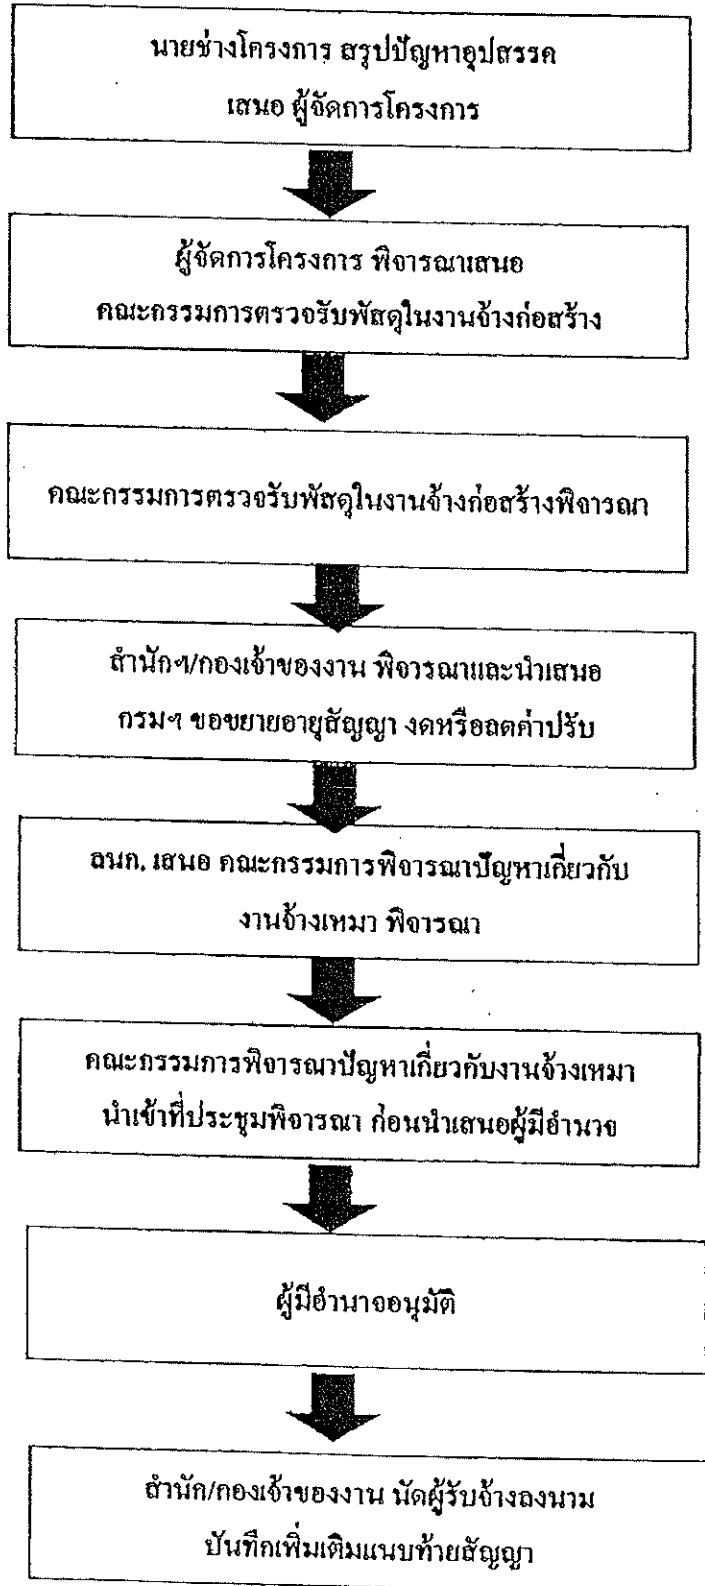 นายช่างโครงการ สรุปปัญหาอุปสรรค
เสนอ ผู้จัดการโครงการ
ผู้จัดการโครงการ พิจารณาเสนอ
คณะกรรมการตรวจรับพัสดุในงานจ้างก่อสร้าง
คณะกรรมการตรวจรับพัสดุในงานจ้างก่อสร้างพิจารณา
สำนักฯ/กองเจ้าของงาน พิจารณาและนำเสนอ
กรมฯ ขอขยายอายุสัญญา งดหรือลดค่าปรับ
ลนก. เสนอ คณะกรรมการพิจารณาปัญหาเกี่ยวกับ
งานจ้างเหมา พิจารณา
คณะกรรมการพิจารณาปัญหาเกี่ยวกับงานจ้างเหมา
นำเข้าที่ประชุมพิจารณา ก่อนนำเสนอผู้มีอำนาจ
ผู้มีอำนาจอนุมัติ
สำนัก/กองเจ้าของงาน นัดผู้รับจ้างลงนาม
บันทึกเพิ่มเติมแนบท้ายสัญญา